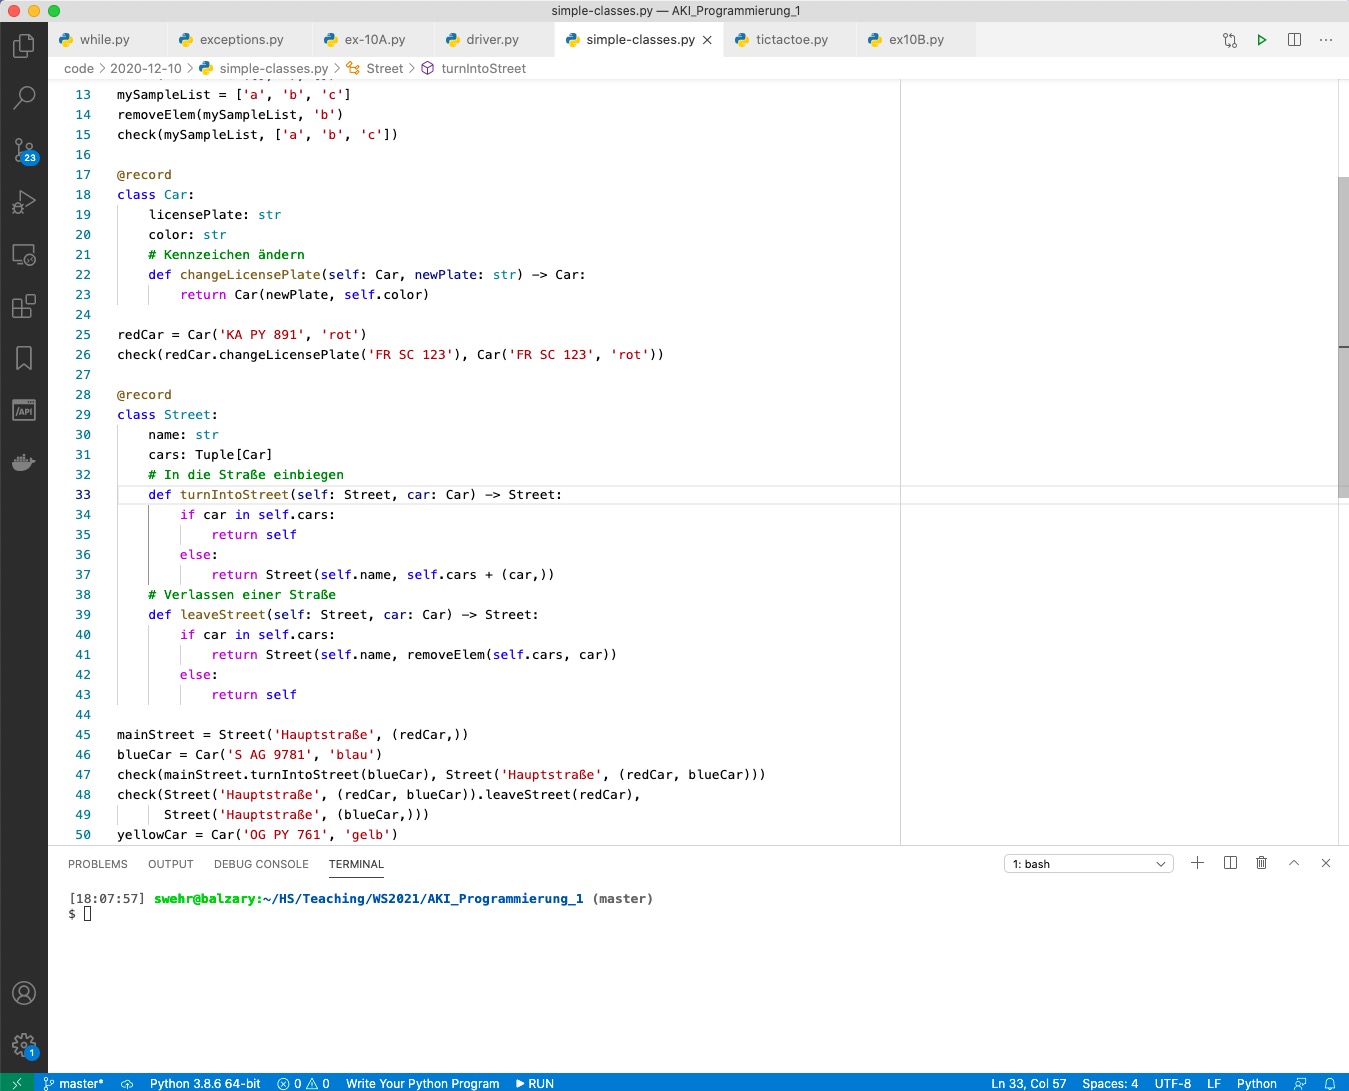 simple-classes.py — AKI_Programmierung_1
while.py exceptions.py ex-10A.py driver.py simple-classes.py tictactoe.py ex10B.py
code > 2020-12-10 > simple-classes.py > Street > turnIntoStreet
13 mySampleList = ['a', 'b', 'c']
14 removeElem(mySampleList, 'b')
15 check(mySampleList, ['a', 'b', 'c'])
16
17 @record
18 class Car:
19 licensePlate: str
20 color: str
21 # Kennzeichen ändern
22 def changeLicensePlate(self: Car, newPlate: str) -> Car:
23 return Car(newPlate, self.color)
24
25 redCar = Car('KA PY 891', 'rot')
26 check(redCar.changeLicensePlate('FR SC 123'), Car('FR SC 123', 'rot'))
27
28 @record
29 class Street:
30 name: str
31 cars: Tuple[Car]
32 # In die Straße einbiegen
33 def turnIntoStreet(self: Street, car: Car) -> Street:
34 if car in self.cars:
35 return self
36 else:
37 return Street(self.name, self.cars + (car,))
38 # Verlassen einer Straße
39 def leaveStreet(self: Street, car: Car) -> Street:
40 if car in self.cars:
41 return Street(self.name, removeElem(self.cars, car))
42 else:
43 return self
44
45 mainStreet = Street('Hauptstraße', (redCar,))
46 blueCar = Car('S AG 9781', 'blau')
47 check(mainStreet.turnIntoStreet(blueCar), Street('Hauptstraße', (redCar, blueCar)))
48 check(Street('Hauptstraße', (redCar, blueCar)).leaveStreet(redCar),
49 Street('Hauptstraße', (blueCar,)))
50 yellowCar = Car('OG PY 761', 'gelb')
23
/API
1
PROBLEMS OUTPUT DEBUG CONSOLE TERMINAL 1: bash
[18:07:57] swehr@balzary:~/HS/Teaching/WS2021/AKI_Programmierung_1 (master)
$
master* Python 3.8.6 64-bit 0 0 Write Your Python Program RUN Ln 33, Col 57 Spaces: 4 UTF-8 LF Python